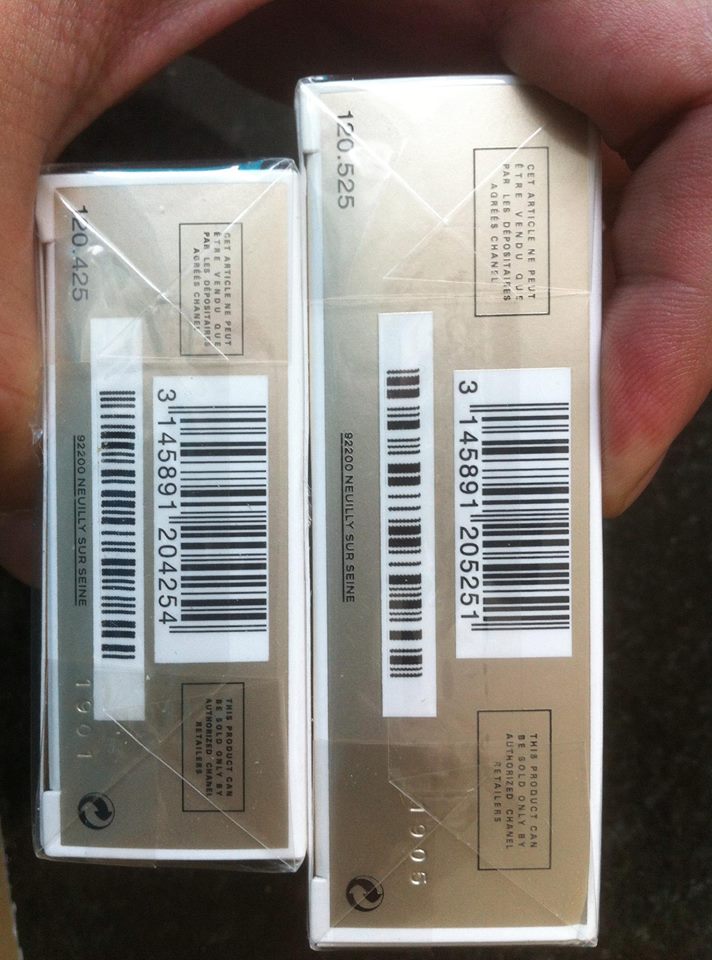 120.425
CET ARTICLE NE PEUT
ÊTRE VENDU QUE
PAR LES DÉPOSITAIRES
AGRÉÉS CHANEL
3 145891 204254
92200 NEUILLY SUR SEINE
THIS PRODUCT CAN
BE SOLD ONLY BY
AUTHORIZED CHANEL
RETAILERS
1901
120.525
CET ARTICLE NE PEUT
ÊTRE VENDU QUE
PAR LES DÉPOSITAIRES
AGRÉÉS CHANEL
3 145891 205251
92200 NEUILLY SUR SEINE
THIS PRODUCT CAN
BE SOLD ONLY BY
AUTHORIZED CHANEL
RETAILERS
1905